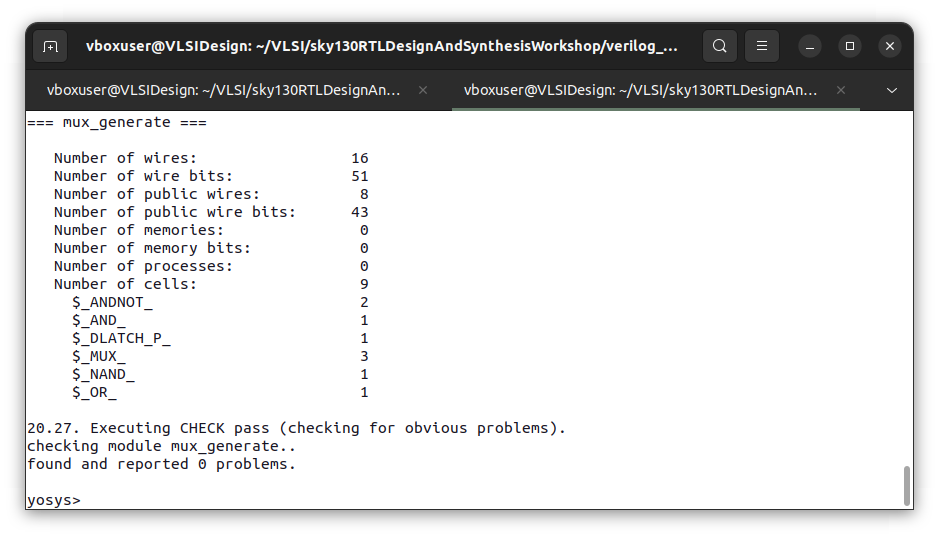 vboxuser@VLSIDesign: ~/VLSI/sky130RTLDesignAndSynthesisWorkshop/verilog_...
vboxuser@VLSIDesign: ~/VLSI/sky130RTLDesignAn...
vboxuser@VLSIDesign: ~/VLSI/sky130RTLDesignAn...
=== mux_generate ===
Number of wires: 16
Number of wire bits: 51
Number of public wires: 8
Number of public wire bits: 43
Number of memories: 0
Number of memory bits: 0
Number of processes: 0
Number of cells: 9
$_ANDNOT_ 2
$_AND_ 1
$_DLATCH_P_ 1
$_MUX_ 3
$_NAND_ 1
$_OR_ 1
20.27. Executing CHECK pass (checking for obvious problems).
checking module mux_generate..
found and reported 0 problems.
yosys>